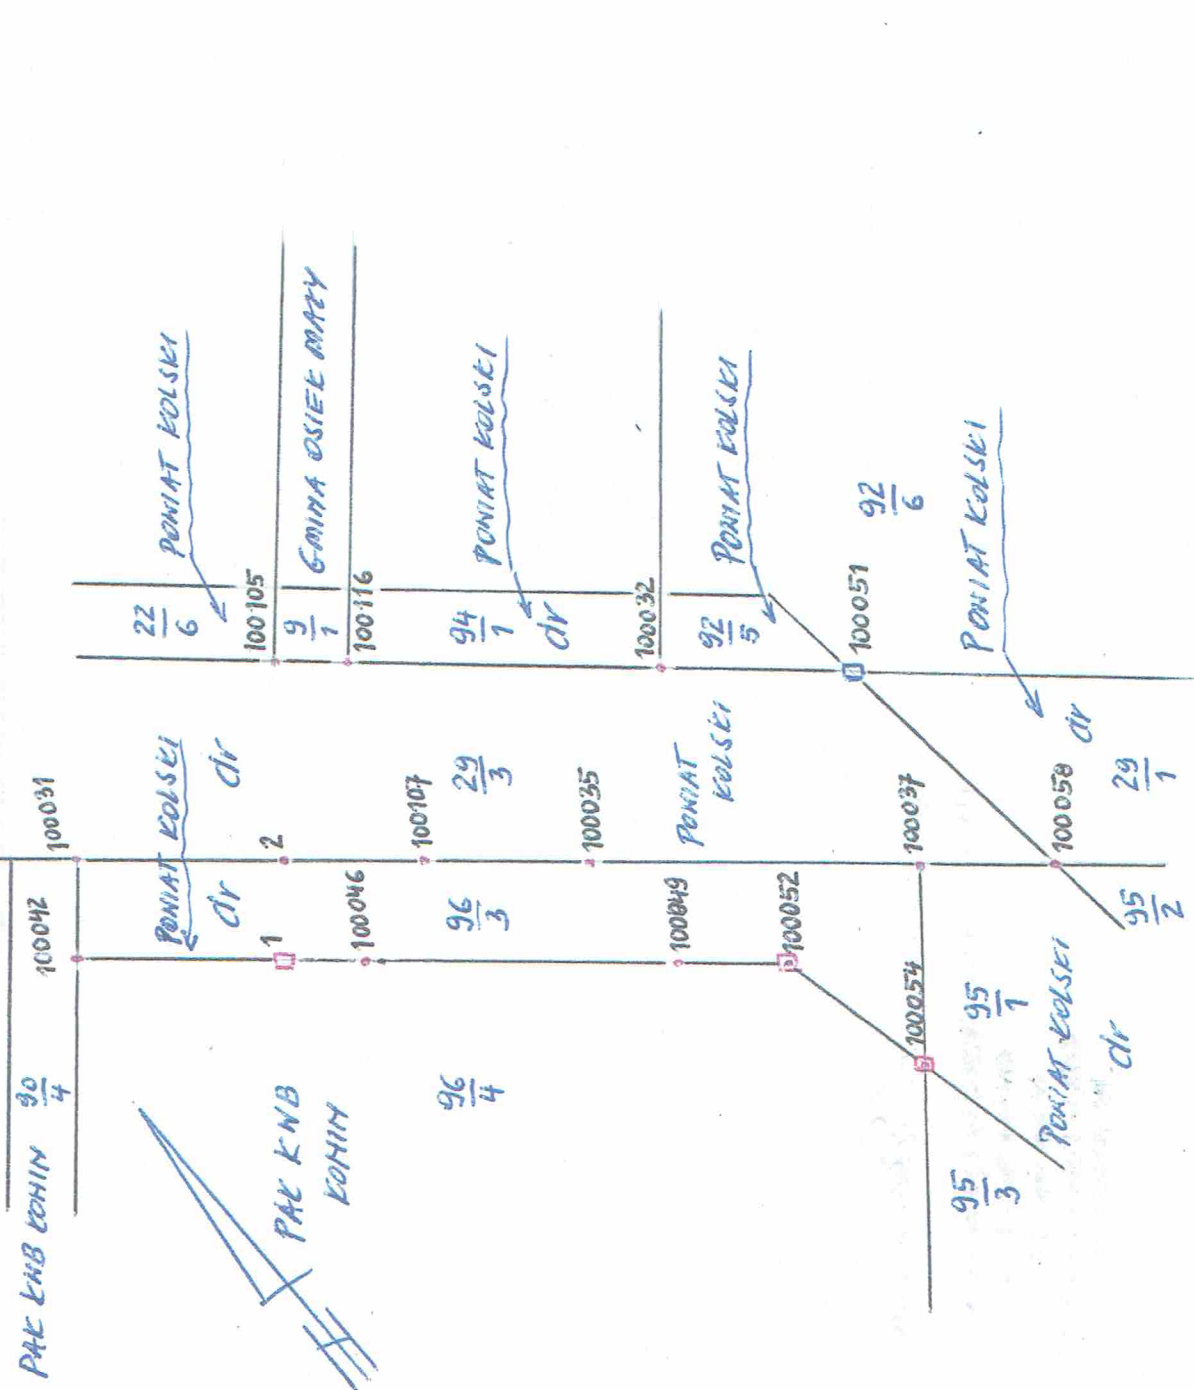 PAK KWB KONIN
90
4
100042
100031
POWIAT KOLSKI
dr
dr
22
6
POWIAT KOLSKI
1
2
100105
9
1
GMINA OSIEK MAŁY
PAK KWB
KONIN
100046
100116
100107
96
4
96
3
29
3
94
1
dr
POWIAT KOLSKI
100035
100049
POWIAT
KOLSKI
100032
92
5
POWIAT KOLSKI
100052
100051
92
6
100054
100037
95
3
95
1
POWIAT KOLSKI
dr
100058
POWIAT KOLSKI
dr
95
2
29
1